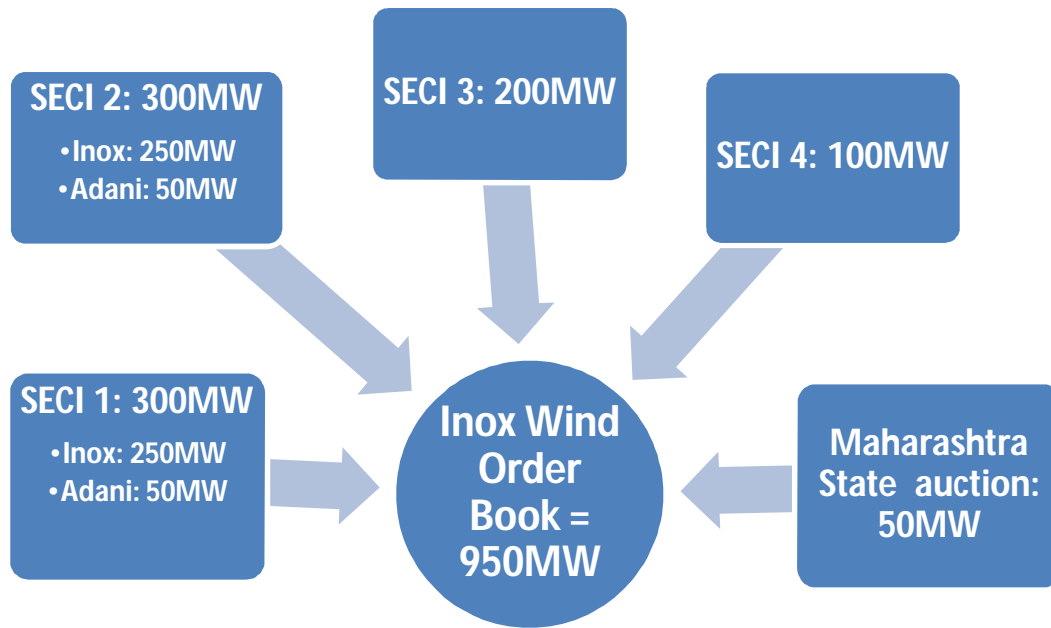 SECI 2: 300MW
•Inox: 250MW
•Adani: 50MW
SECI 3: 200MW
SECI 4: 100MW
SECI 1: 300MW
•Inox: 250MW
•Adani: 50MW
Inox Wind
Order
Book =
950MW
Maharashtra
State auction:
50MW